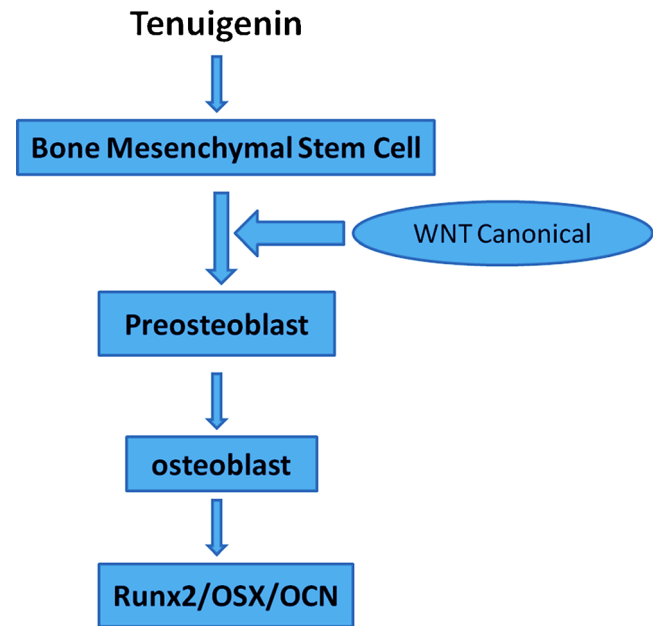 Tenuigenin
Bone Mesenchymal Stem Cell
WNT Canonical
Preosteoblast
osteoblast
Runx2/OSX/OCN